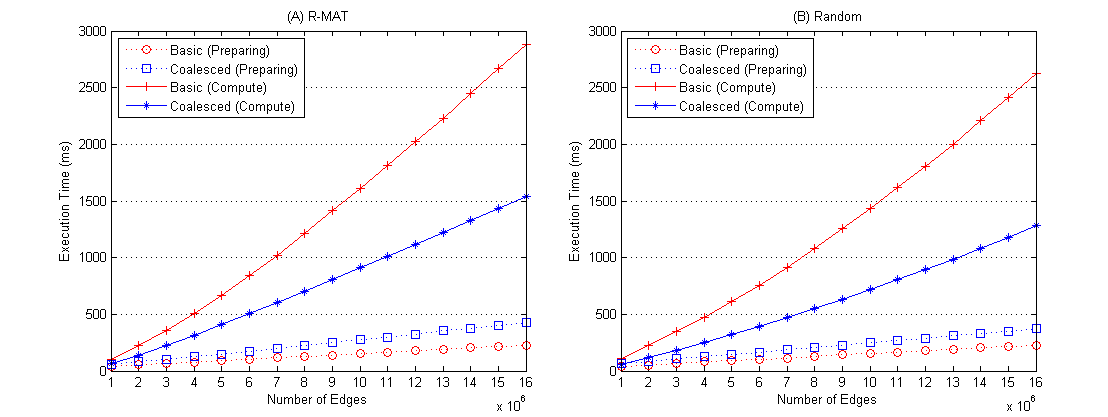 (A) R-MAT
3000
2500
2000
1500
1000
500
0
Execution Time (ms)
Basic (Preparing)
Coalesced (Preparing)
Basic (Compute)
Coalesced (Compute)
1 2 3 4 5 6 7 8 9 10 11 12 13 14 15 16
Number of Edges
x 10^6
(B) Random
3000
2500
2000
1500
1000
500
0
Execution Time (ms)
Basic (Preparing)
Coalesced (Preparing)
Basic (Compute)
Coalesced (Compute)
1 2 3 4 5 6 7 8 9 10 11 12 13 14 15 16
Number of Edges
x 10^6